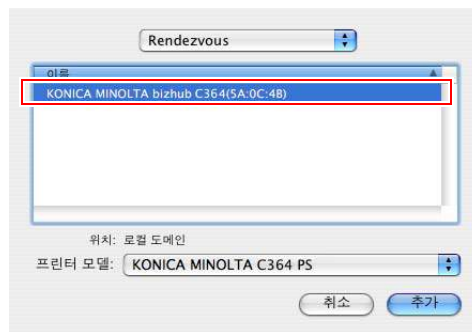 Rendezvous
이름
KONICA MINOLTA bizhub C364(5A:0C:4B)
위치: 로컬 도메인
프린터 모델: KONICA MINOLTA C364 PS
취소 추가